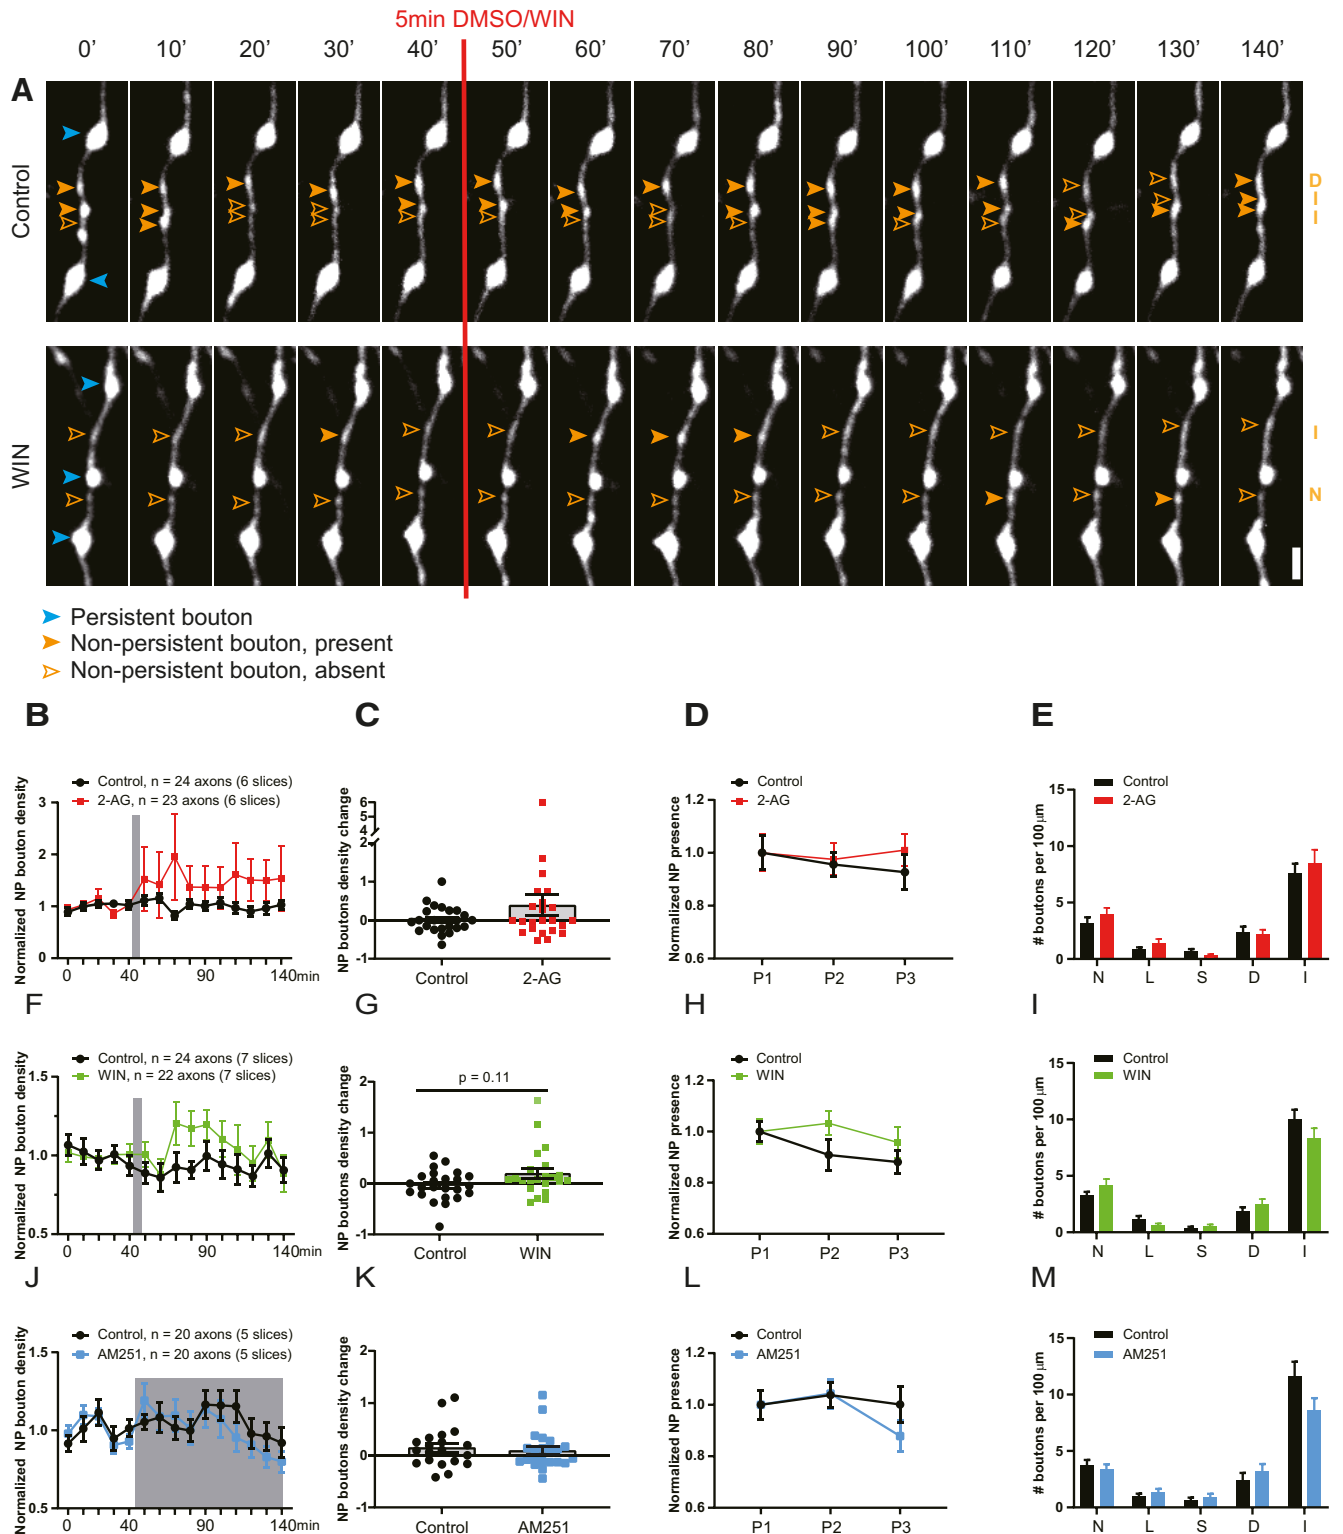 5min DMSO/WIN
0' 10' 20' 30' 40' 50' 60' 70' 80' 90' 100' 110' 120' 130' 140'
A
Control
D
I
I
WIN
I
N
Persistent bouton
Non-persistent bouton, present
Non-persistent bouton, absent
B
Normalized NP bouton density
Control, n = 24 axons (6 slices)
2-AG, n = 23 axons (6 slices)
3
2
1
0
0 40 90 140min
C
NP boutons density change
6
4
2
1
0
-1
Control 2-AG
D
Normalized NP presence
Control
2-AG
1.2
1.0
0.8
0.6
P1 P2 P3
E
# boutons per 100 µm
Control
2-AG
15
10
5
0
N L S D I
F
Normalized NP bouton density
Control, n = 24 axons (7 slices)
WIN, n = 22 axons (7 slices)
1.5
1.0
0.5
0 40 90 140min
G
NP boutons density change
p = 0.11
2
1
0
-1
Control WIN
H
Normalized NP presence
Control
WIN
1.2
1.0
0.8
0.6
P1 P2 P3
I
# boutons per 100 µm
Control
WIN
15
10
5
0
N L S D I
J
Normalized NP bouton density
Control, n = 20 axons (5 slices)
AM251, n = 20 axons (5 slices)
1.5
1.0
0.5
0 40 90 140min
K
NP boutons density change
2
1
0
-1
Control AM251
L
Normalized NP presence
Control
AM251
1.2
1.0
0.8
0.6
P1 P2 P3
M
# boutons per 100 µm
Control
AM251
15
10
5
0
N L S D I